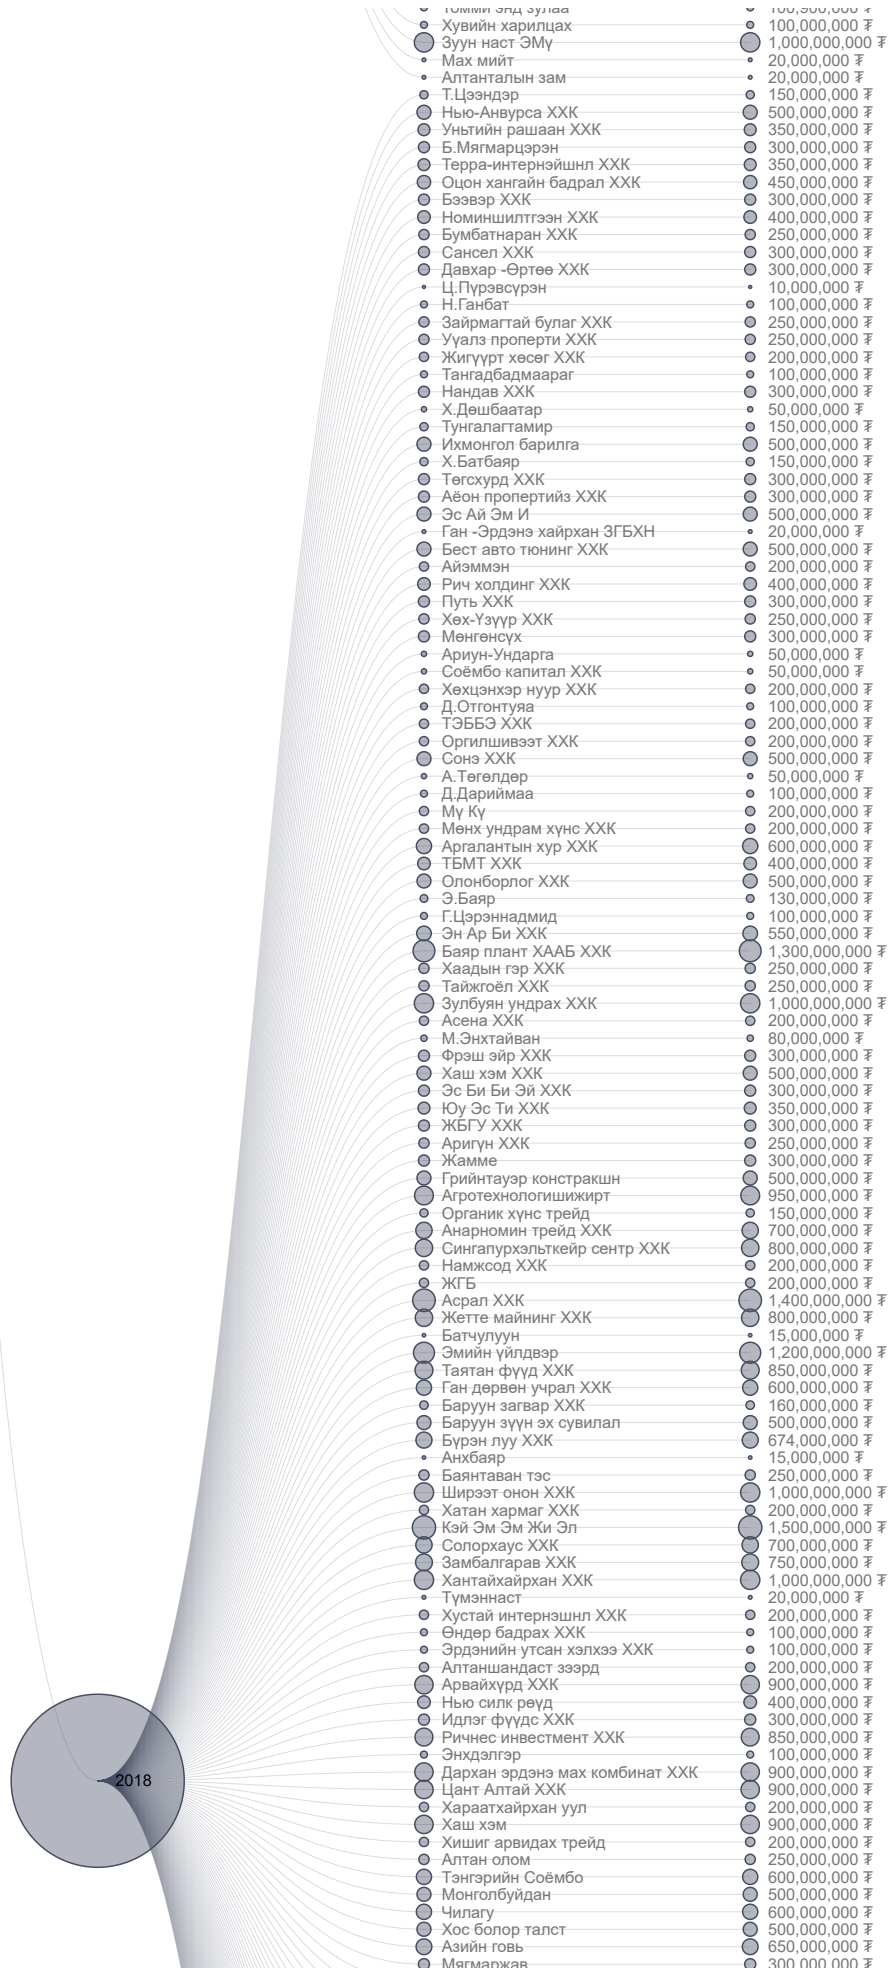 Томми энд зулаа 100,900,000 ₮
Хувийн харилцах 100,000,000 ₮
Зуун наст ЭМү 1,000,000,000 ₮
Мах мийт 20,000,000 ₮
Алтанталын зам 20,000,000 ₮
Т.Цээндэр 150,000,000 ₮
Нью-Анвурса ХХК 500,000,000 ₮
Уньтийн рашаан ХХК 350,000,000 ₮
Б.Мягмарцэрэн 300,000,000 ₮
Терра-интернэйшнл ХХК 350,000,000 ₮
Оцон хангайн бадрал ХХК 450,000,000 ₮
Бээвэр ХХК 300,000,000 ₮
Номиншилтгээн ХХК 400,000,000 ₮
Бумбатнаран ХХК 250,000,000 ₮
Сансел ХХК 300,000,000 ₮
Давхар -Өртөө ХХК 300,000,000 ₮
Ц.Пүрэвсүрэн 10,000,000 ₮
Н.Ганбат 100,000,000 ₮
Зайрмагтай булаг ХХК 250,000,000 ₮
Уүалз проперти ХХК 250,000,000 ₮
Жигүүрт хөсөг ХХК 200,000,000 ₮
Тангадбадмаараг 100,000,000 ₮
Нандав ХХК 300,000,000 ₮
Х.Дөшбаатар 50,000,000 ₮
Тунгалагтамир 150,000,000 ₮
Ихмонгол барилга 500,000,000 ₮
Х.Батбаяр 150,000,000 ₮
Төгсхурд ХХК 300,000,000 ₮
Аёон пропертийз ХХК 300,000,000 ₮
Эс Ай Эм И 500,000,000 ₮
Ган -Эрдэнэ хайрхан ЗГБХН 20,000,000 ₮
Бест авто тюнинг ХХК 500,000,000 ₮
Айэммэн 200,000,000 ₮
Рич холдинг ХХК 400,000,000 ₮
Путь ХХК 300,000,000 ₮
Хөх-Үзүүр ХХК 250,000,000 ₮
Мөнгөнсүх 300,000,000 ₮
Ариун-Ундарга 50,000,000 ₮
Соёмбо капитал ХХК 50,000,000 ₮
Хөхцэнхэр нуур ХХК 200,000,000 ₮
Д.Отгонтуяа 100,000,000 ₮
ТЭББЭ ХХК 200,000,000 ₮
Оргилшивээт ХХК 200,000,000 ₮
Сонэ ХХК 500,000,000 ₮
А.Төгөлдөр 50,000,000 ₮
Д.Дариймаа 100,000,000 ₮
Мү Кү 200,000,000 ₮
Мөнх ундрам хүнс ХХК 200,000,000 ₮
Аргалантын хур ХХК 600,000,000 ₮
ТБМТ ХХК 400,000,000 ₮
Олонборлог ХХК 500,000,000 ₮
Э.Баяр 130,000,000 ₮
Г.Цэрэннадмид 100,000,000 ₮
Эн Ар Би ХХК 550,000,000 ₮
Баяр плант ХААБ ХХК 1,300,000,000 ₮
Хаадын гэр ХХК 250,000,000 ₮
Тайжгоёл ХХК 250,000,000 ₮
Зулбуян ундрах ХХК 1,000,000,000 ₮
Асена ХХК 200,000,000 ₮
М.Энхтайван 80,000,000 ₮
Фрэш эйр ХХК 300,000,000 ₮
Хаш хэм ХХК 500,000,000 ₮
Эс Би Би Эй ХХК 300,000,000 ₮
Юу Эс Ти ХХК 350,000,000 ₮
ЖБГУ ХХК 300,000,000 ₮
Аригүн ХХК 250,000,000 ₮
Жамме 300,000,000 ₮
Грийнтауэр констракшн 500,000,000 ₮
Агротехнологишижирт 950,000,000 ₮
Органик хүнс трейд 150,000,000 ₮
Анарномин трейд ХХК 700,000,000 ₮
Сингапурхэльткейр сентр ХХК 800,000,000 ₮
Намжсод ХХК 200,000,000 ₮
ЖГБ 200,000,000 ₮
Асрал ХХК 1,400,000,000 ₮
Жетте майнинг ХХК 800,000,000 ₮
Батчулуун 15,000,000 ₮
Эмийн үйлдвэр 1,200,000,000 ₮
Таятан фүүд ХХК 850,000,000 ₮
Ган дөрвөн учрал ХХК 600,000,000 ₮
Баруун загвар ХХК 160,000,000 ₮
Баруун зүүн эх сувилал 500,000,000 ₮
Бүрэн луу ХХК 674,000,000 ₮
Анхбаяр 15,000,000 ₮
Баянтаван тэс 250,000,000 ₮
Ширээт онон ХХК 1,000,000,000 ₮
Хатан хармаг ХХК 200,000,000 ₮
Кэй Эм Эм Жи Эл 1,500,000,000 ₮
Солорхаус ХХК 700,000,000 ₮
Замбалгарав ХХК 750,000,000 ₮
Хантайхайрхан ХХК 1,000,000,000 ₮
Түмэннаст 20,000,000 ₮
Хустай интернэшнл ХХК 200,000,000 ₮
Өндөр бадрах ХХК 100,000,000 ₮
Эрдэнийн утсан хэлхээ ХХК 100,000,000 ₮
Алтаншандаст зээрд 200,000,000 ₮
Арвайхүрд ХХК 900,000,000 ₮
Нью силк рөүд 400,000,000 ₮
Идлэг фүүдс ХХК 300,000,000 ₮
Ричнес инвестмент ХХК 850,000,000 ₮
Энхдэлгэр 100,000,000 ₮
Дархан эрдэнэ мах комбинат ХХК 900,000,000 ₮
2018
Цант Алтай ХХК 900,000,000 ₮
Хараатхайрхан уул 200,000,000 ₮
Хаш хэм 900,000,000 ₮
Хишиг арвидах трейд 200,000,000 ₮
Алтан олом 250,000,000 ₮
Тэнгэрийн Соёмбо 600,000,000 ₮
Монголбуйдан 500,000,000 ₮
Чилагу 600,000,000 ₮
Хос болор талст 500,000,000 ₮
Азийн говь 650,000,000 ₮
Мягмаржав 300,000,000 ₮